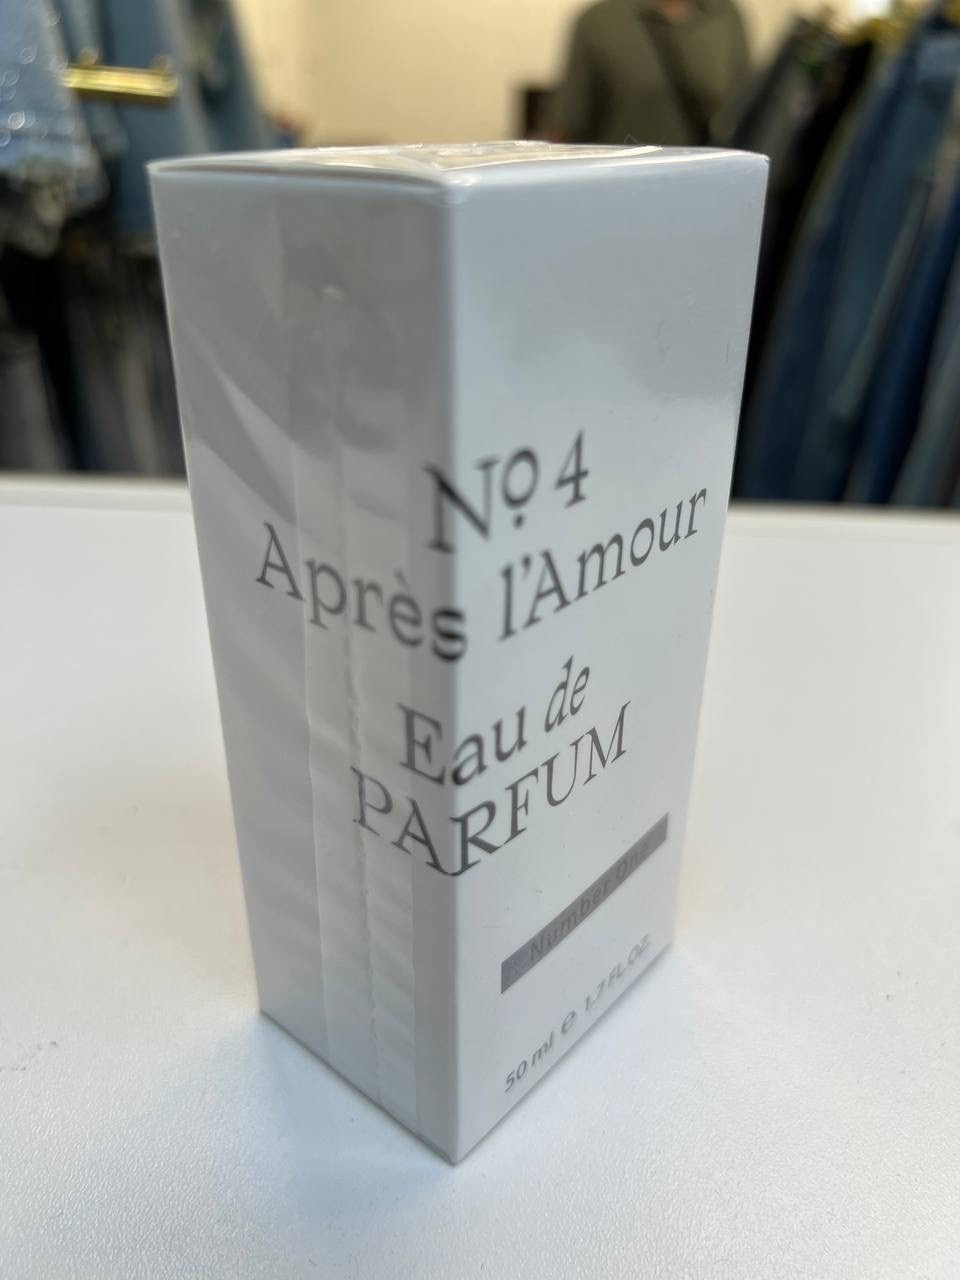 Nº 4
Après l'Amour
Eau de
PARFUM
Number One
50 ml e 1.7 FL OZ.